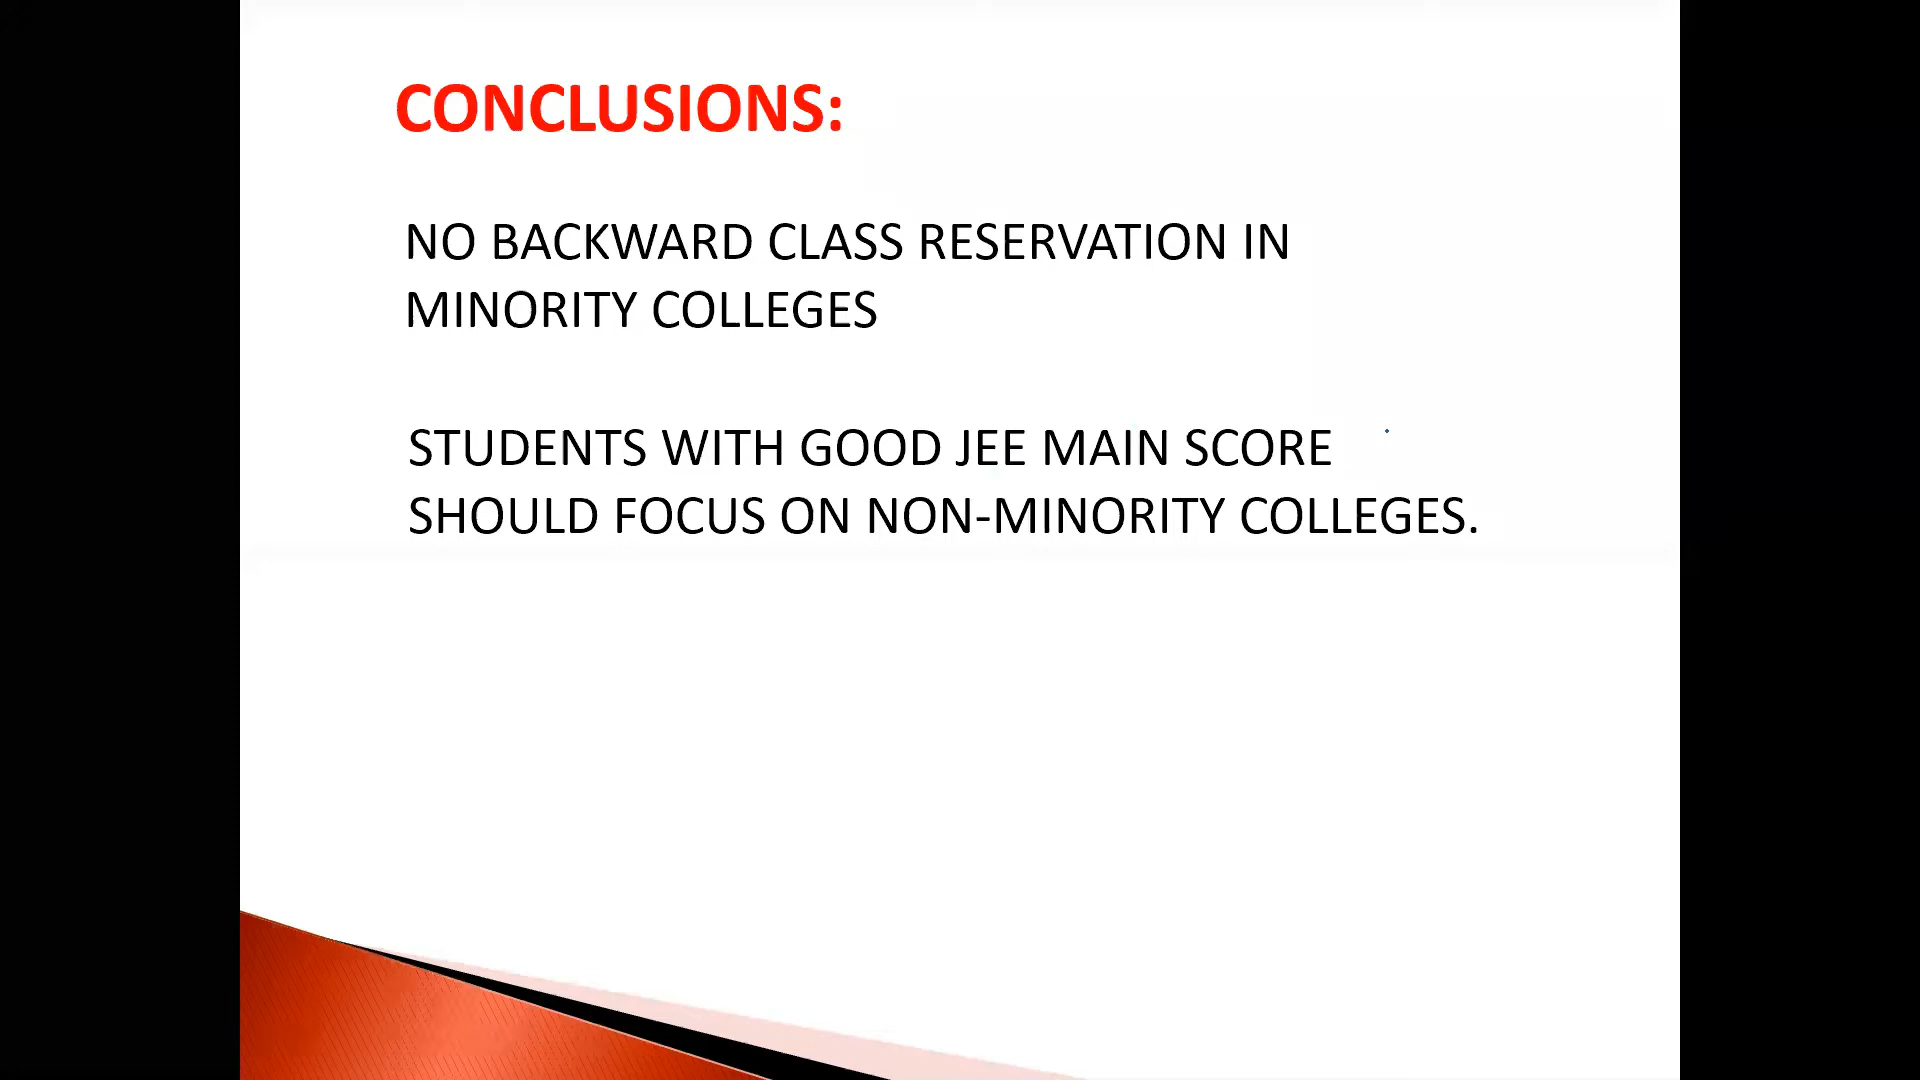 CONCLUSIONS:
NO BACKWARD CLASS RESERVATION IN
MINORITY COLLEGES
STUDENTS WITH GOOD JEE MAIN SCORE
SHOULD FOCUS ON NON-MINORITY COLLEGES.